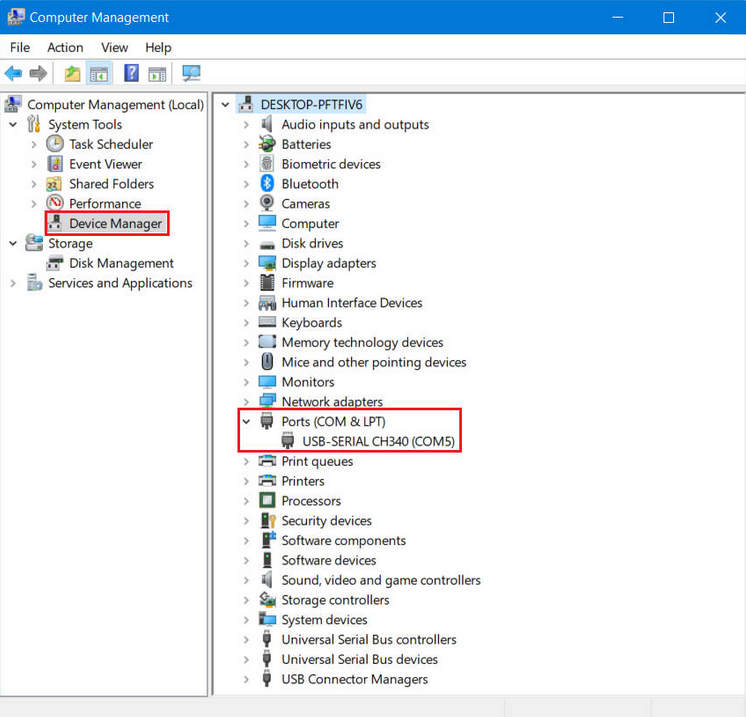 Computer Management
File Action View Help
Computer Management (Local)
System Tools
Task Scheduler
Event Viewer
Shared Folders
Performance
Device Manager
Storage
Disk Management
Services and Applications
DESKTOP-PFTFIV6
Audio inputs and outputs
Batteries
Biometric devices
Bluetooth
Cameras
Computer
Disk drives
Display adapters
Firmware
Human Interface Devices
Keyboards
Memory technology devices
Mice and other pointing devices
Monitors
Network adapters
Ports (COM & LPT)
USB-SERIAL CH340 (COM5)
Print queues
Printers
Processors
Security devices
Software components
Software devices
Sound, video and game controllers
Storage controllers
System devices
Universal Serial Bus controllers
Universal Serial Bus devices
USB Connector Managers